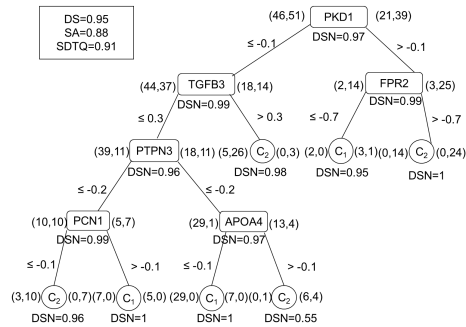 DS=0.95
SA=0.88
SDTQ=0.91
(46,51) PKD1 (21,39)
DSN=0.97
≤ -0.1 > -0.1
(44,37) TGFB3 (18,14) (2,14) FPR2 (3,25)
DSN=0.99 DSN=0.99
≤ 0.3 > 0.3 ≤ -0.7 > -0.7
(39,11) PTPN3 (18,11) (5,26) C2 (0,3) (2,0) C1 (3,1) (0,14) C2 (0,24)
DSN=0.96 DSN=0.98 DSN=0.95 DSN=1
≤ -0.2 ≤ -0.2
(10,10) PCN1 (5,7) (29,1) APOA4 (13,4)
DSN=0.99 DSN=0.97
≤ -0.1 > -0.1 ≤ -0.1 > -0.1
(3,10) C2 (0,7) (7,0) C1 (5,0) (29,0) C1 (7,0) (0,1) C2 (6,4)
DSN=0.96 DSN=1 DSN=1 DSN=0.55